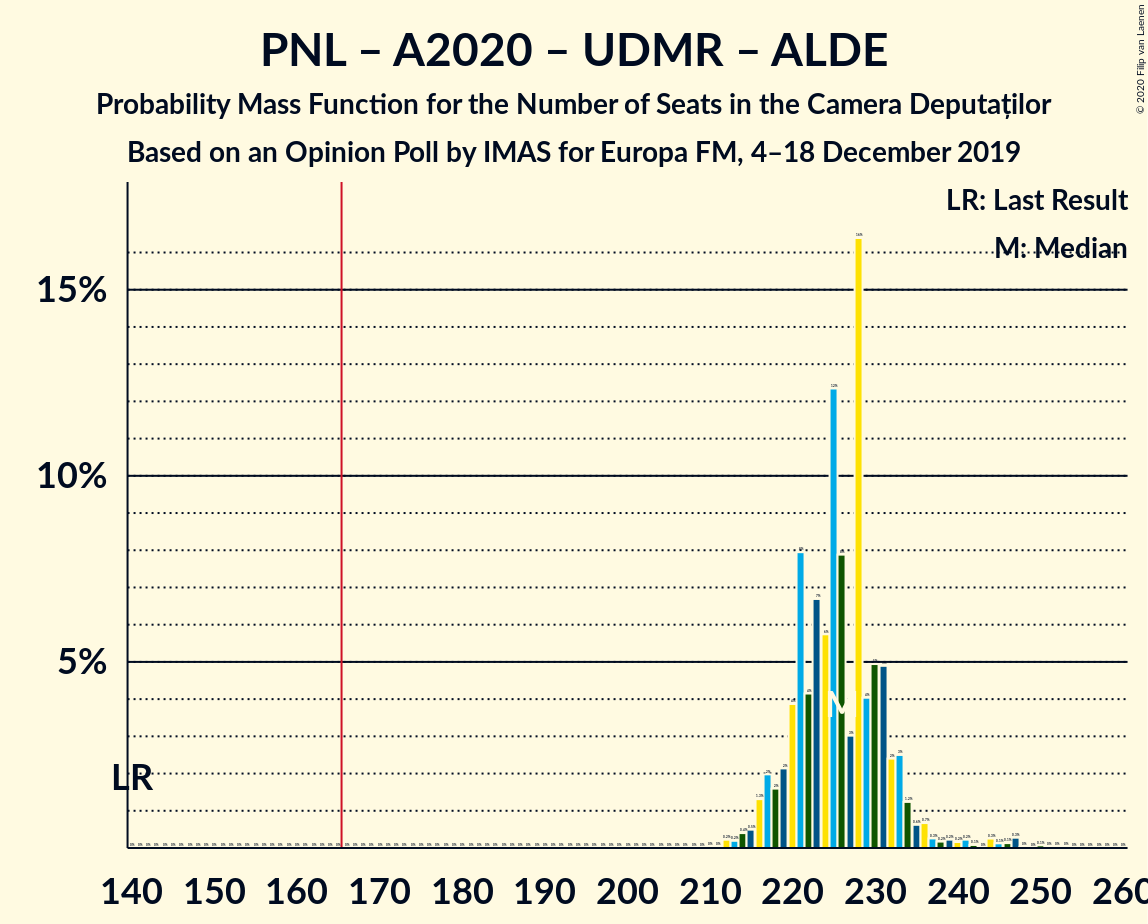 PNL – A2020 – UDMR – ALDE
Probability Mass Function for the Number of Seats in the Camera Deputaților
Based on an Opinion Poll by IMAS for Europa FM, 4–18 December 2019
© 2020 Filip van Laenen
LR: Last Result
M: Median
15%
10%
5%
LR
M
140 150 160 170 180 190 200 210 220 230 240 250 260